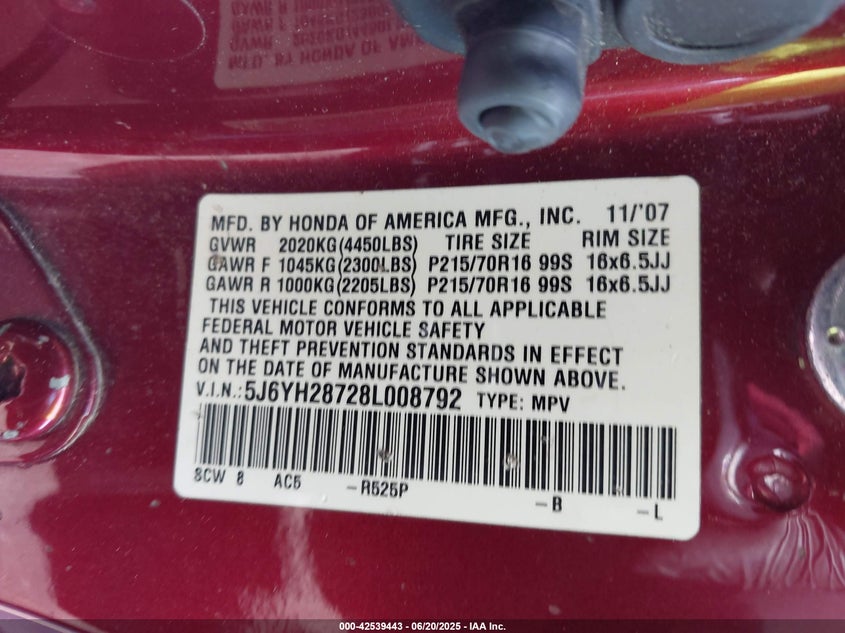 MFD. BY HONDA OF AMERICA MFG., INC. 11/'07
GVWR 2020KG(4450LBS) TIRE SIZE RIM SIZE
GAWR F 1045KG(2300LBS) P215/70R16 99S 16x6.5JJ
GAWR R 1000KG(2205LBS) P215/70R16 99S 16x6.5JJ
THIS VEHICLE CONFORMS TO ALL APPLICABLE
FEDERAL MOTOR VEHICLE SAFETY
AND THEFT PREVENTION STANDARDS IN EFFECT
ON THE DATE OF MANUFACTURE SHOWN ABOVE.
V.I.N.:5J6YH28728L008792 TYPE: MPV
SCW 8 AC5 -R525P -B -L
000-42539443 | 06/20/2025 - IAA Inc.